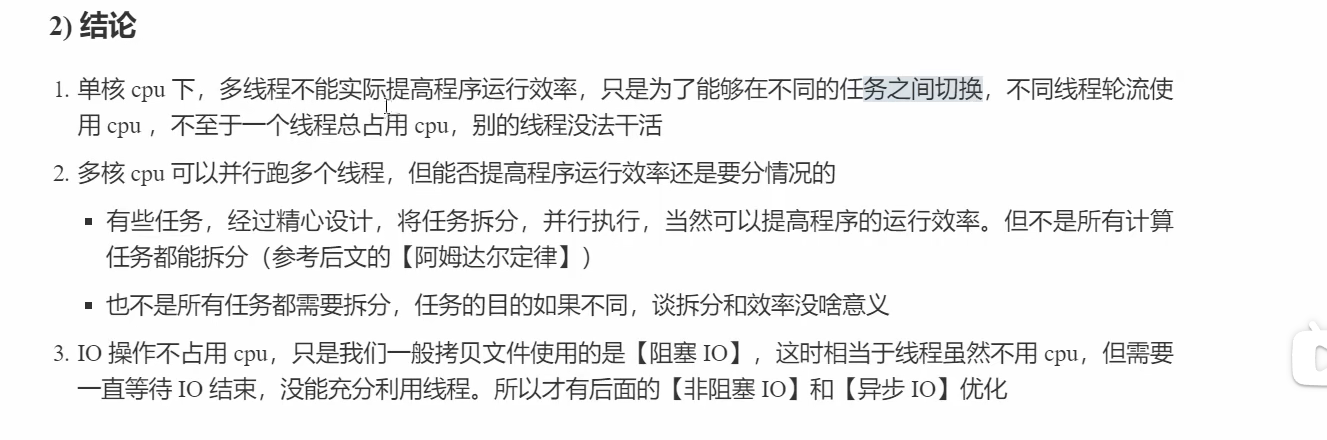 2) 结论
1. 单核 cpu 下，多线程不能实际提高程序运行效率，只是为了能够在不同的任务之间切换，不同线程轮流使
用 cpu ，不至于一个线程总占用 cpu，别的线程没法干活
2. 多核 cpu 可以并行跑多个线程，但能否提高程序运行效率还是要分情况的
▪ 有些任务，经过精心设计，将任务拆分，并行执行，当然可以提高程序的运行效率。但不是所有计算
任务都能拆分（参考后文的【阿姆达尔定律】）
▪ 也不是所有任务都需要拆分，任务的目的如果不同，谈拆分和效率没啥意义
3. IO 操作不占用 cpu，只是我们一般拷贝文件使用的是【阻塞 IO】，这时相当于线程虽然不用 cpu，但需要
一直等待 IO 结束，没能充分利用线程。所以才有后面的【非阻塞 IO】和【异步 IO】优化